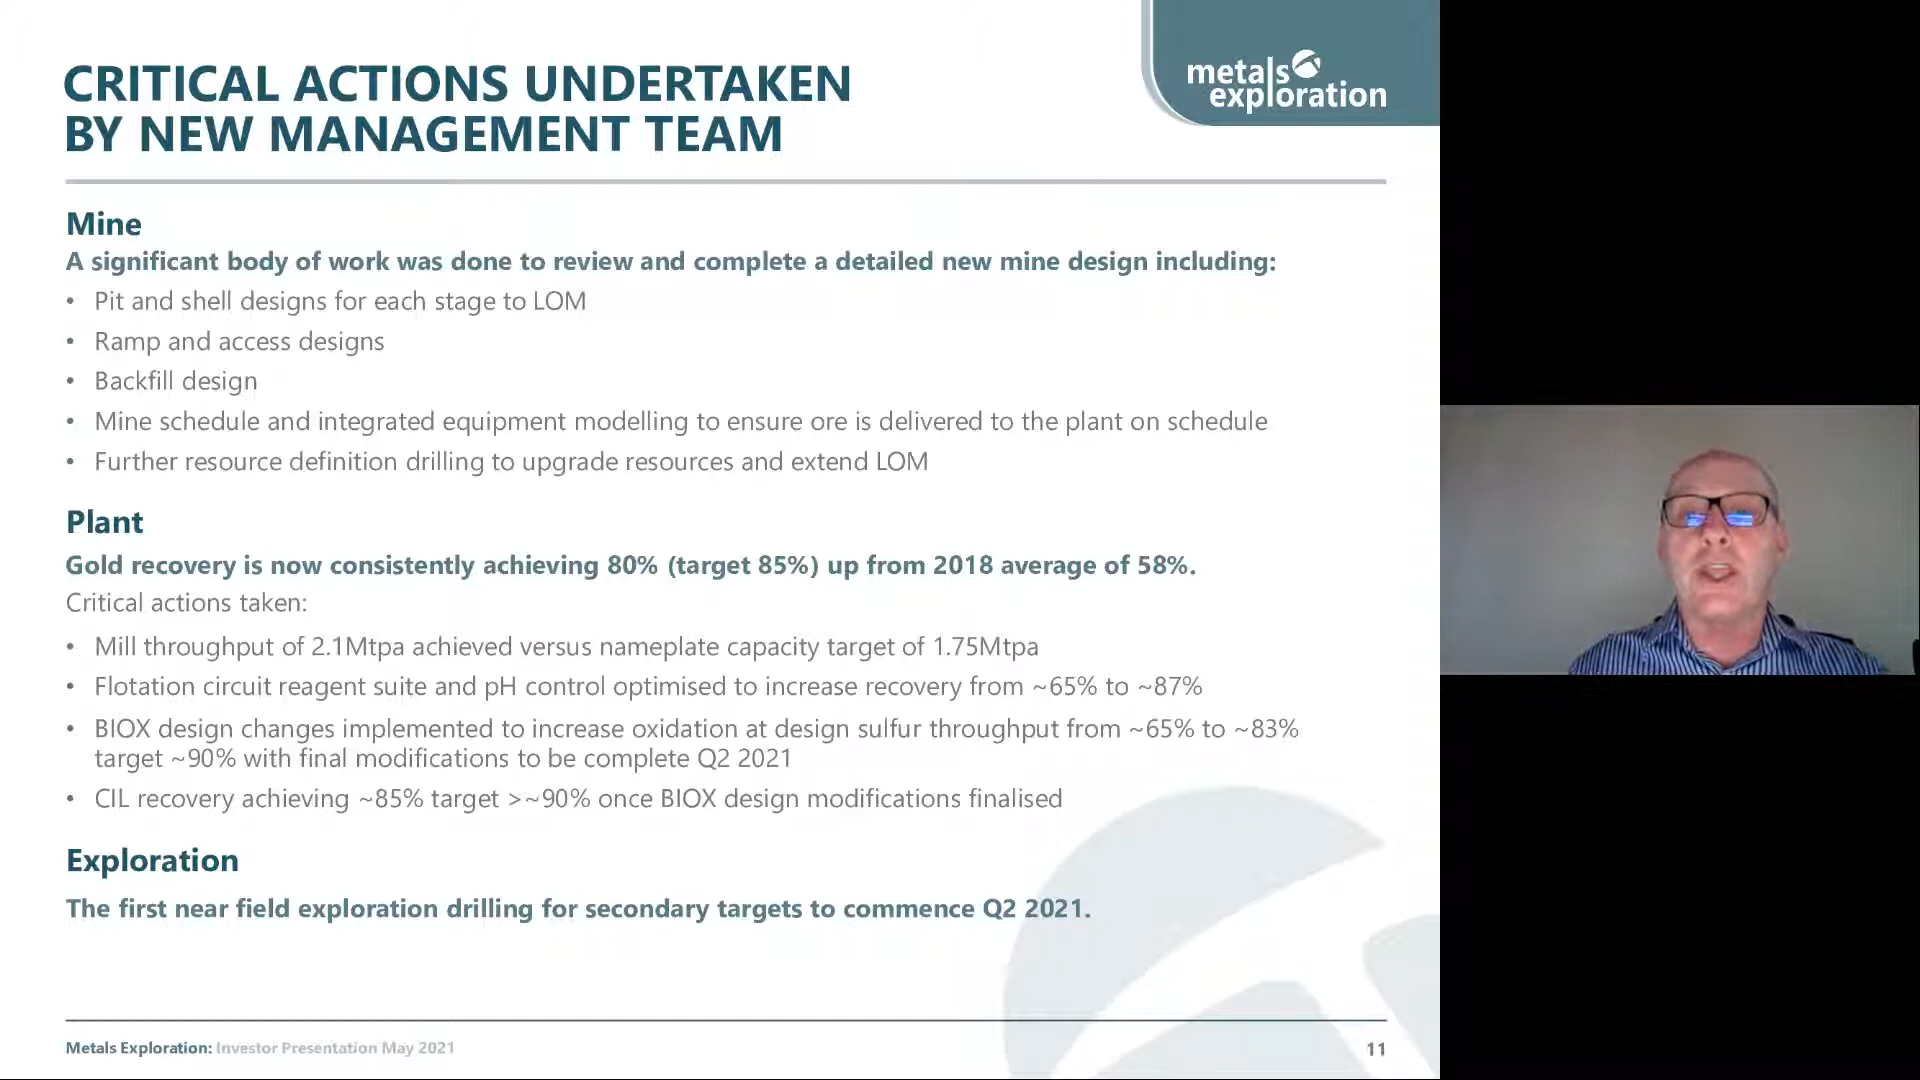 CRITICAL ACTIONS UNDERTAKEN
BY NEW MANAGEMENT TEAM
metals
exploration
Mine
A significant body of work was done to review and complete a detailed new mine design including:
• Pit and shell designs for each stage to LOM
• Ramp and access designs
• Backfill design
• Mine schedule and integrated equipment modelling to ensure ore is delivered to the plant on schedule
• Further resource definition drilling to upgrade resources and extend LOM
Plant
Gold recovery is now consistently achieving 80% (target 85%) up from 2018 average of 58%.
Critical actions taken:
• Mill throughput of 2.1Mtpa achieved versus nameplate capacity target of 1.75Mtpa
• Flotation circuit reagent suite and pH control optimised to increase recovery from ~65% to ~87%
• BIOX design changes implemented to increase oxidation at design sulfur throughput from ~65% to ~83%
target ~90% with final modifications to be complete Q2 2021
• CIL recovery achieving ~85% target >~90% once BIOX design modifications finalised
Exploration
The first near field exploration drilling for secondary targets to commence Q2 2021.
Metals Exploration: Investor Presentation May 2021
11